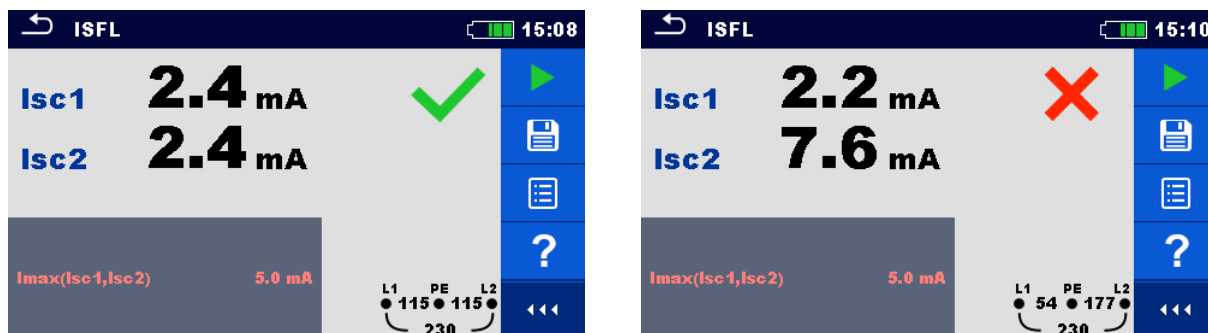 ISFL 15:08
Isc1 2.4 mA
Isc2 2.4 mA
Imax(Isc1,Isc2) 5.0 mA
?
L1 PE L2
115 115
230
ISFL 15:10
Isc1 2.2 mA
Isc2 7.6 mA
Imax(Isc1,Isc2) 5.0 mA
?
L1 PE L2
54 177
230